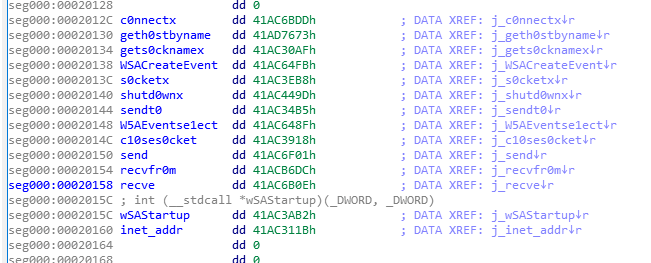 seg000:00020128 dd 0
seg000:0002012C c0nnectx dd 41AC6BDDh ; DATA XREF: j_c0nnectx↓r
seg000:00020130 geth0stbyname dd 41AD7673h ; DATA XREF: j_geth0stbyname↓r
seg000:00020134 gets0cknamex dd 41AC30AFh ; DATA XREF: j_gets0cknamex↓r
seg000:00020138 WSACreateEvent dd 41AC64FBh ; DATA XREF: j_WSACreateEvent↓r
seg000:0002013C s0cketx dd 41AC3EB8h ; DATA XREF: j_s0cketx↓r
seg000:00020140 shutd0wnx dd 41AC449Dh ; DATA XREF: j_shutd0wnx↓r
seg000:00020144 sendt0 dd 41AC34B5h ; DATA XREF: j_sendt0↓r
seg000:00020148 W5AEventse1ect dd 41AC648Fh ; DATA XREF: j_W5AEventse1ect↓r
seg000:0002014C c10ses0cket dd 41AC3918h ; DATA XREF: j_c10ses0cket↓r
seg000:00020150 send dd 41AC6F01h ; DATA XREF: j_send↓r
seg000:00020154 recvfr0m dd 41ACB6DCh ; DATA XREF: j_recvfr0m↓r
seg000:00020158 recve dd 41AC6B0Eh ; DATA XREF: j_recve↓r
seg000:0002015C ; int (__stdcall *wSAStartup)(_DWORD, _DWORD)
seg000:0002015C wSAStartup dd 41AC3AB2h ; DATA XREF: j_wSAStartup↓r
seg000:00020160 inet_addr dd 41AC311Bh ; DATA XREF: j_inet_addr↓r
seg000:00020164 dd 0
seg000:00020168 dd 0